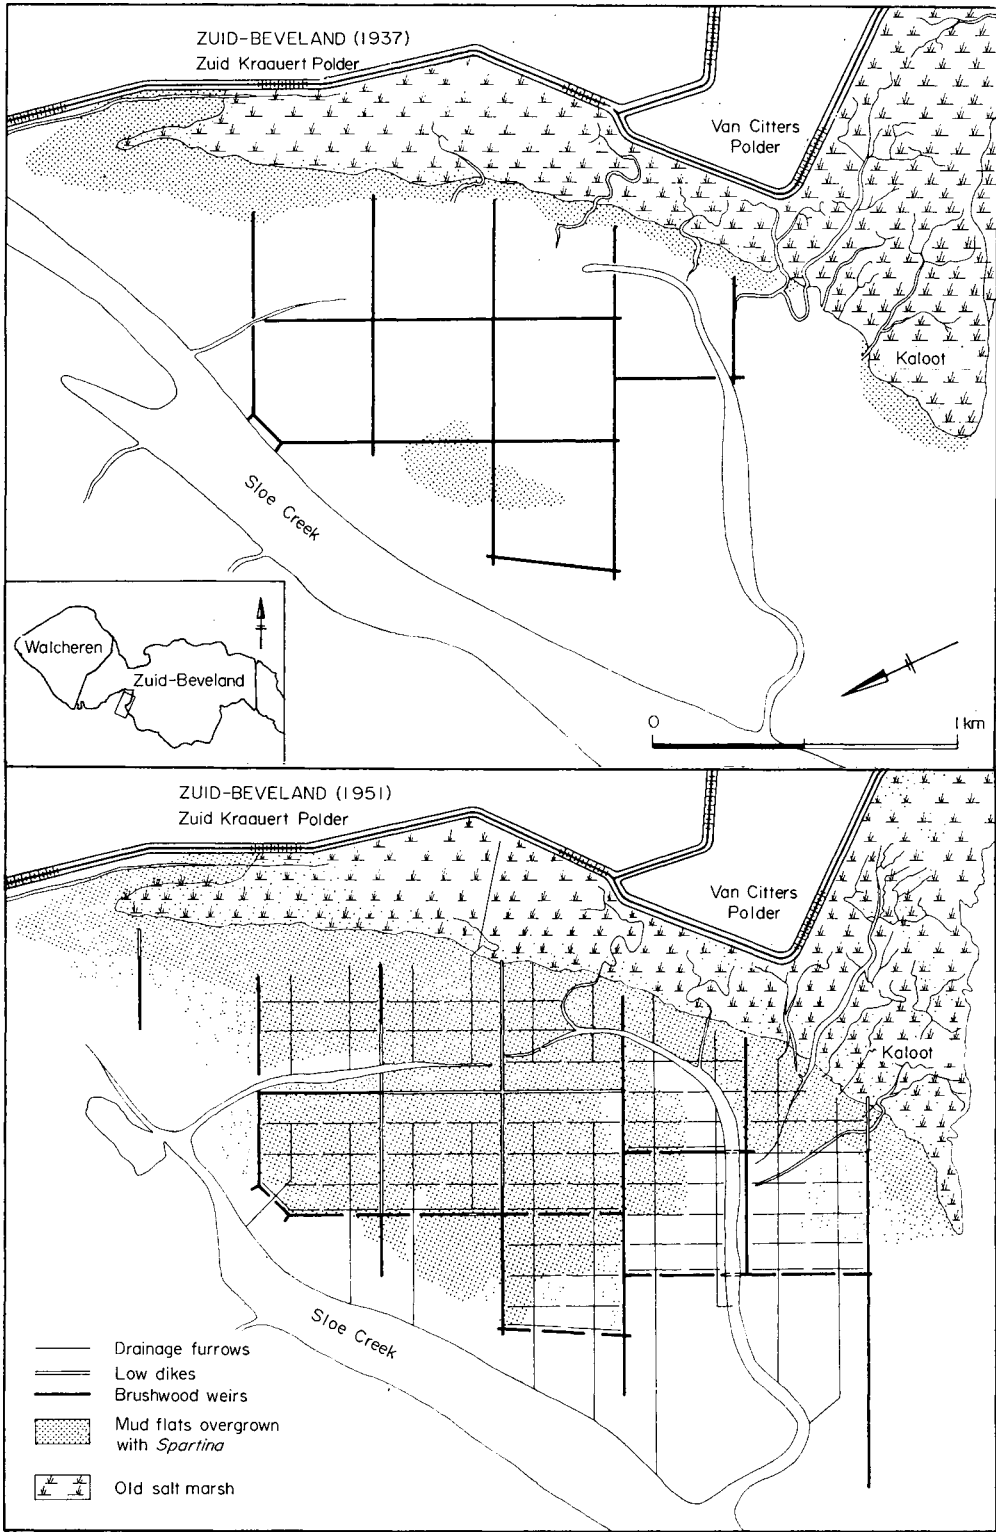 ZUID-BEVELAND (1937)
Zuid Kraauert Polder
Van Citters
Polder
Kaloot
Sloe Creek
Walcheren
Zuid-Beveland
0
1km
ZUID-BEVELAND (1951)
Zuid Kraauert Polder
Van Citters
Polder
Kaloot
Sloe Creek
Drainage furrows
Low dikes
Brushwood weirs
Mud flats overgrown
with Spartina
Old salt marsh